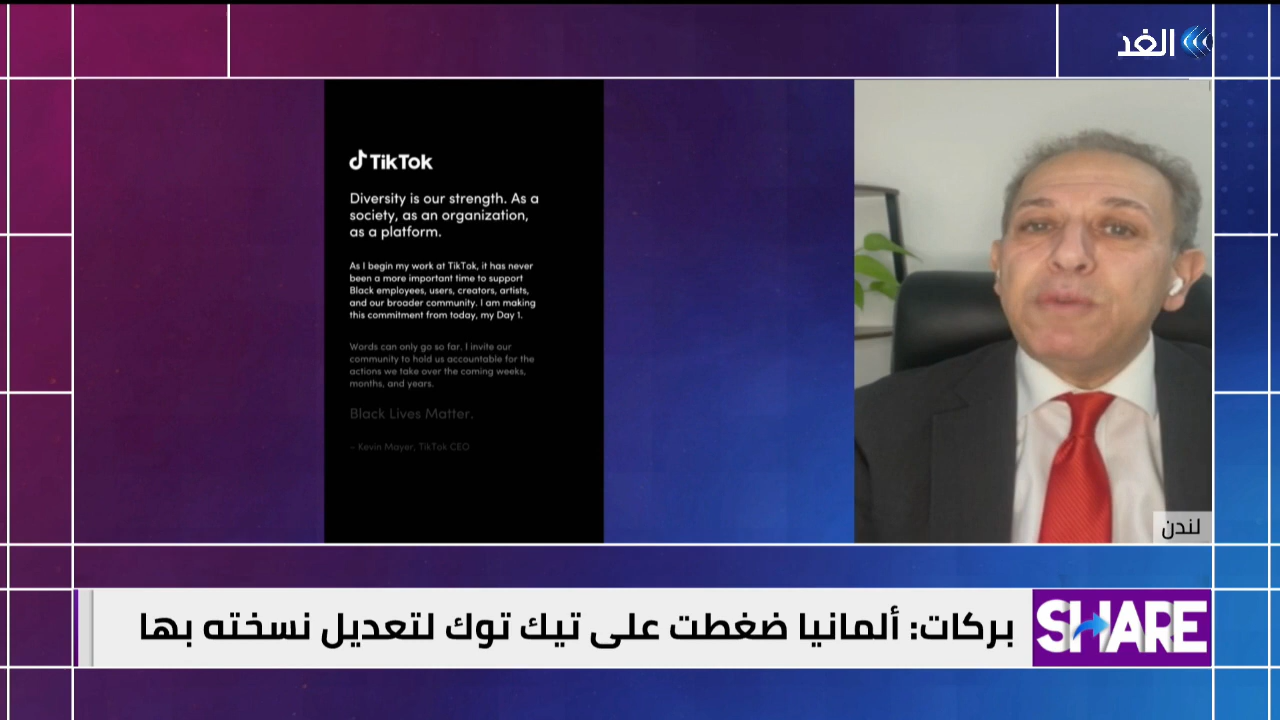 الغد
TikTok
Diversity is our strength. As a
society, as an organization,
as a platform.
As I begin my work at TikTok, it has never
been a more important time to support
Black employees, users, creators, artists,
and our broader community. I am making
this commitment from today, my Day 1.
Words can only go so far. I invite our
community to hold us accountable for the
actions we take over the coming weeks,
months, and years.
Black Lives Matter.
– Kevin Mayer, TikTok CEO
لندن
بركات: ألمانيا ضغطت على تيك توك لتعديل نسخته بها
SHARE